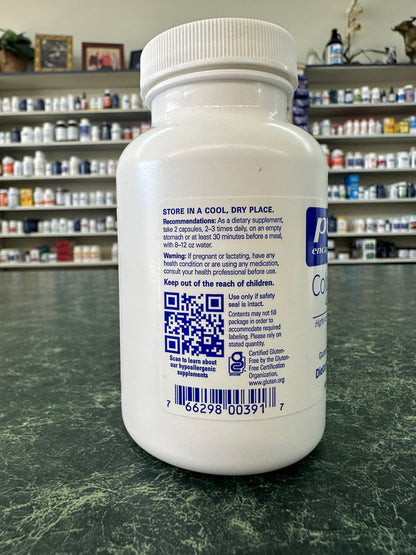 STORE IN A COOL, DRY PLACE.
Recommendations: As a dietary supplement,
take 2 capsules, 2–3 times daily, on an empty
stomach or at least 30 minutes before a meal,
with 8–12 oz water.
Warning: If pregnant or lactating, have any
health condition or are using any medication,
consult your health professional before use.
Keep out of the reach of children.
Use only if safety
seal is intact.
Contents may not fill
package in order to
accommodate required
labeling. Please rely on
stated quantity.
Scan to learn about
our hypoallergenic
supplements
Certified Gluten-
Free by the Gluten-
Free Certification
Organization,
www.gluten.org
7 66298 00391 7